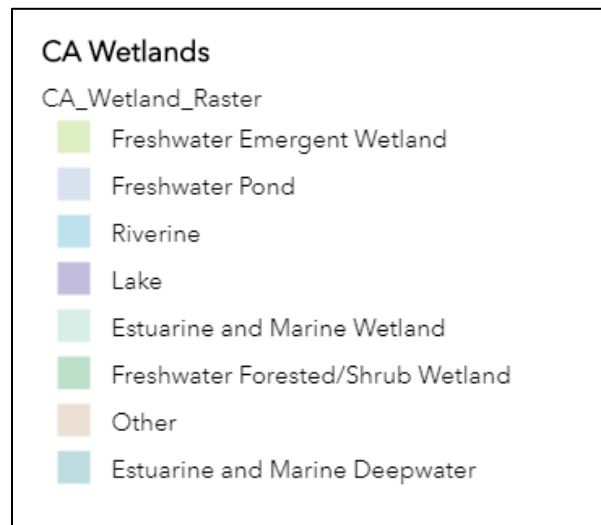 CA Wetlands
CA_Wetland_Raster
Freshwater Emergent Wetland
Freshwater Pond
Riverine
Lake
Estuarine and Marine Wetland
Freshwater Forested/Shrub Wetland
Other
Estuarine and Marine Deepwater